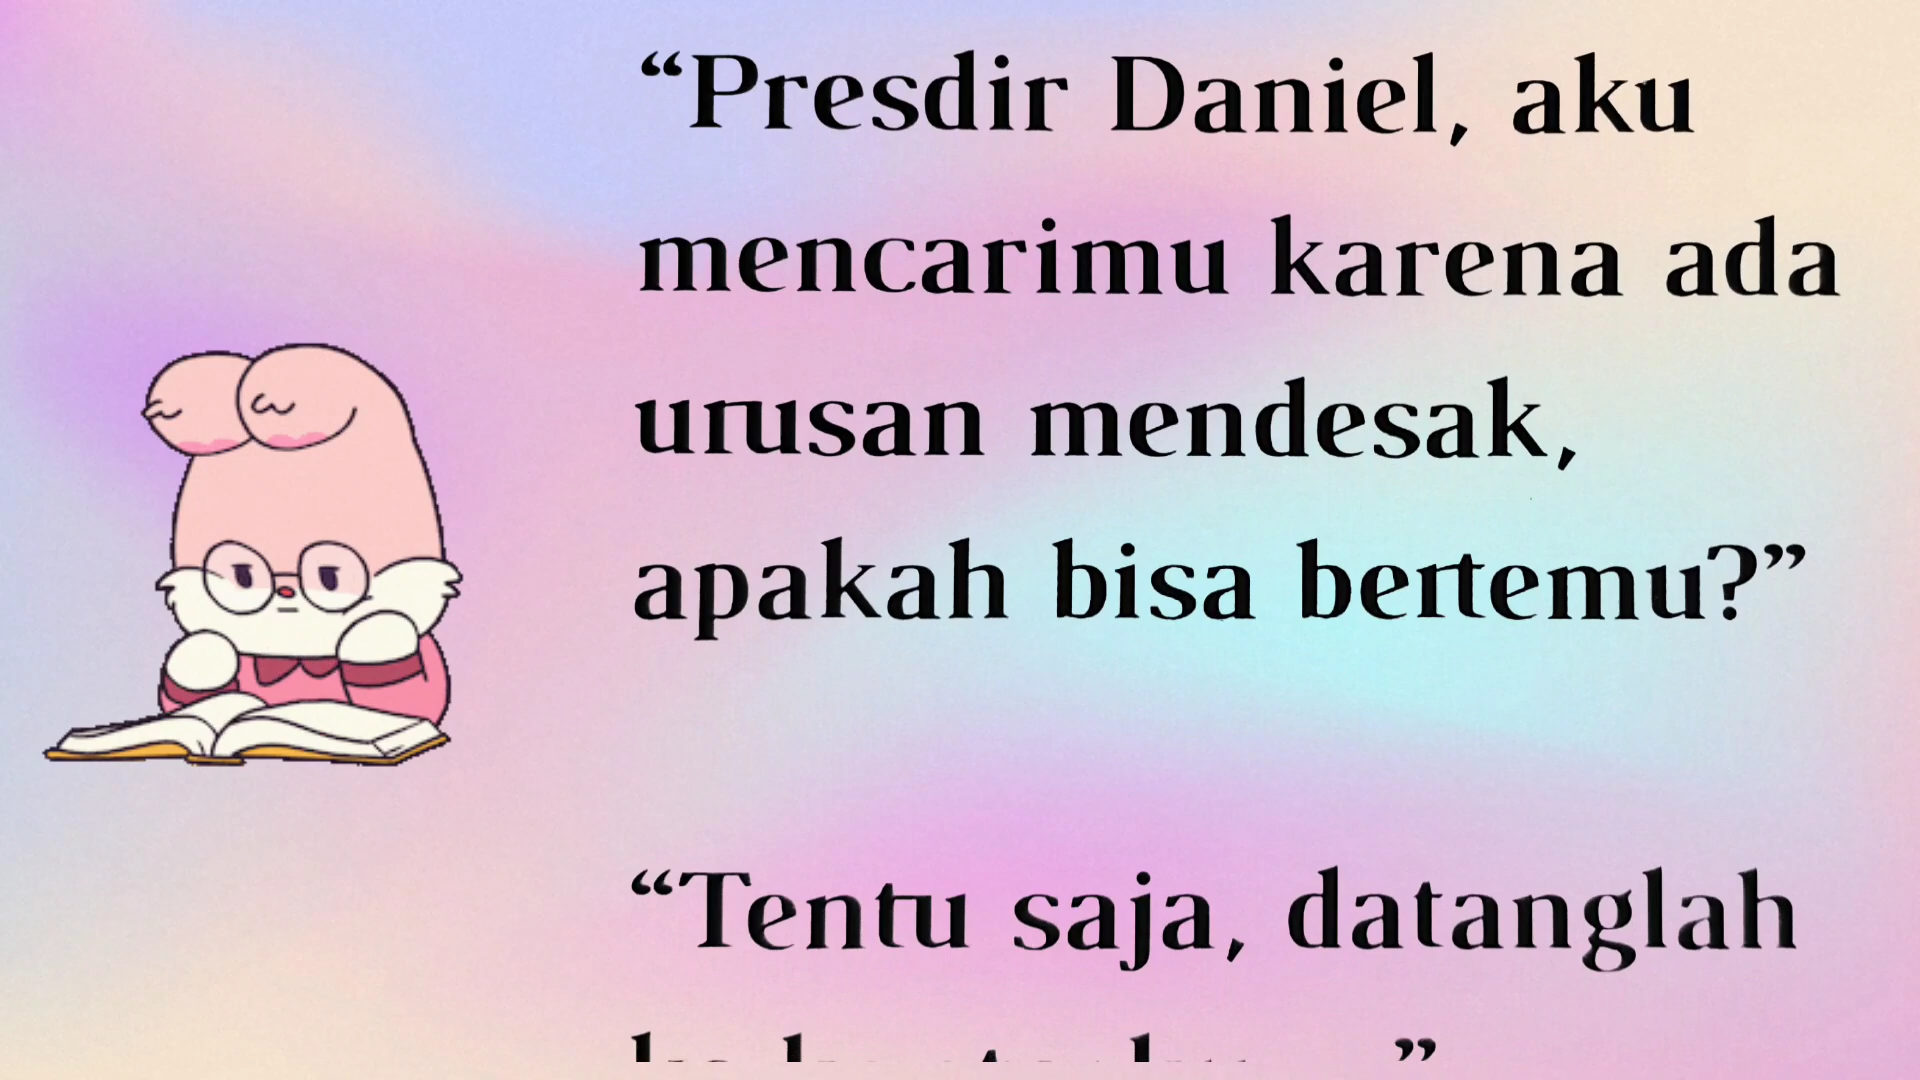 “Presdir Daniel, aku
mencarimu karena ada
urusan mendesak,
apakah bisa bertemu?”
“Tentu saja, datanglah